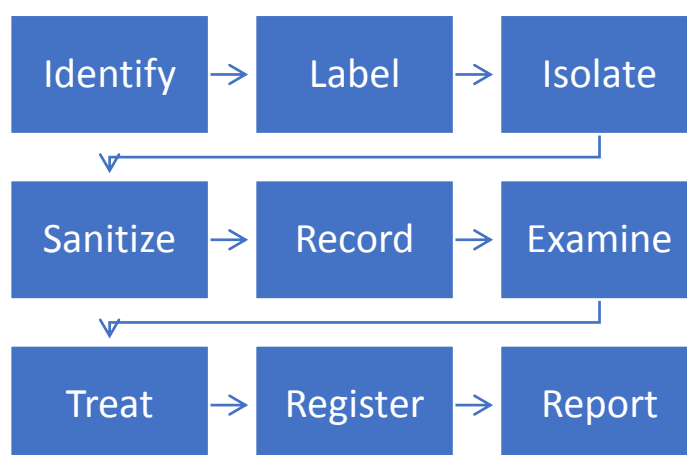 Identify
Label
Isolate
Sanitize
Record
Examine
Treat
Register
Report